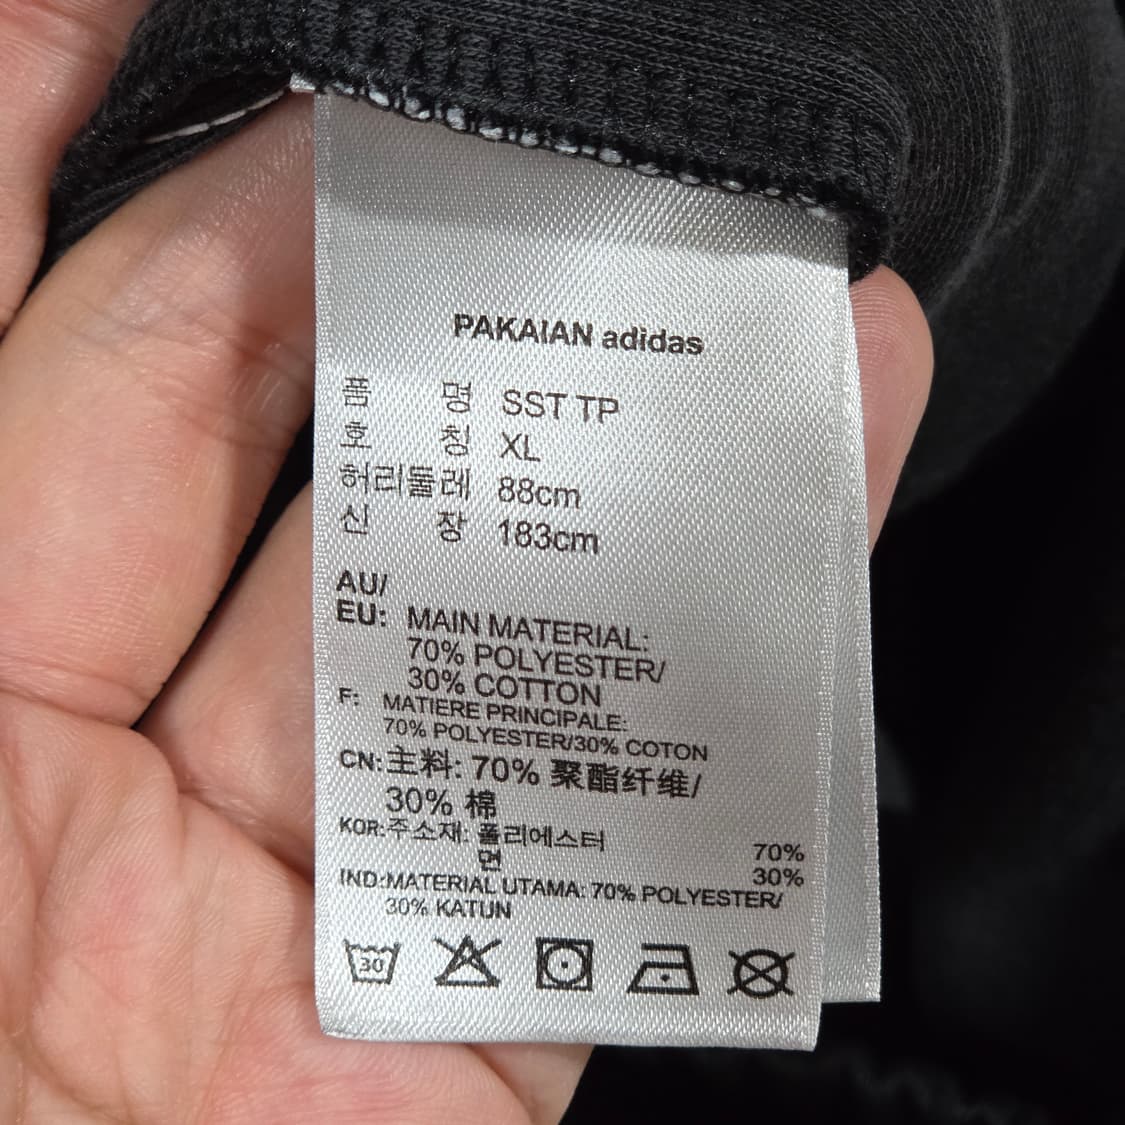 PAKAIAN adidas
품 명 SST TP
호 칭 XL
허리둘레 88cm
신 장 183cm
AU/
EU: MAIN MATERIAL:
70% POLYESTER/
30% COTTON
F: MATIERE PRINCIPALE:
70% POLYESTER/30% COTON
CN: 主料: 70% 聚酯纤维/
30% 棉
KOR: 주소재: 폴리에스터 70%
면 30%
IND: MATERIAL UTAMA: 70% POLYESTER/
30% KATUN
30